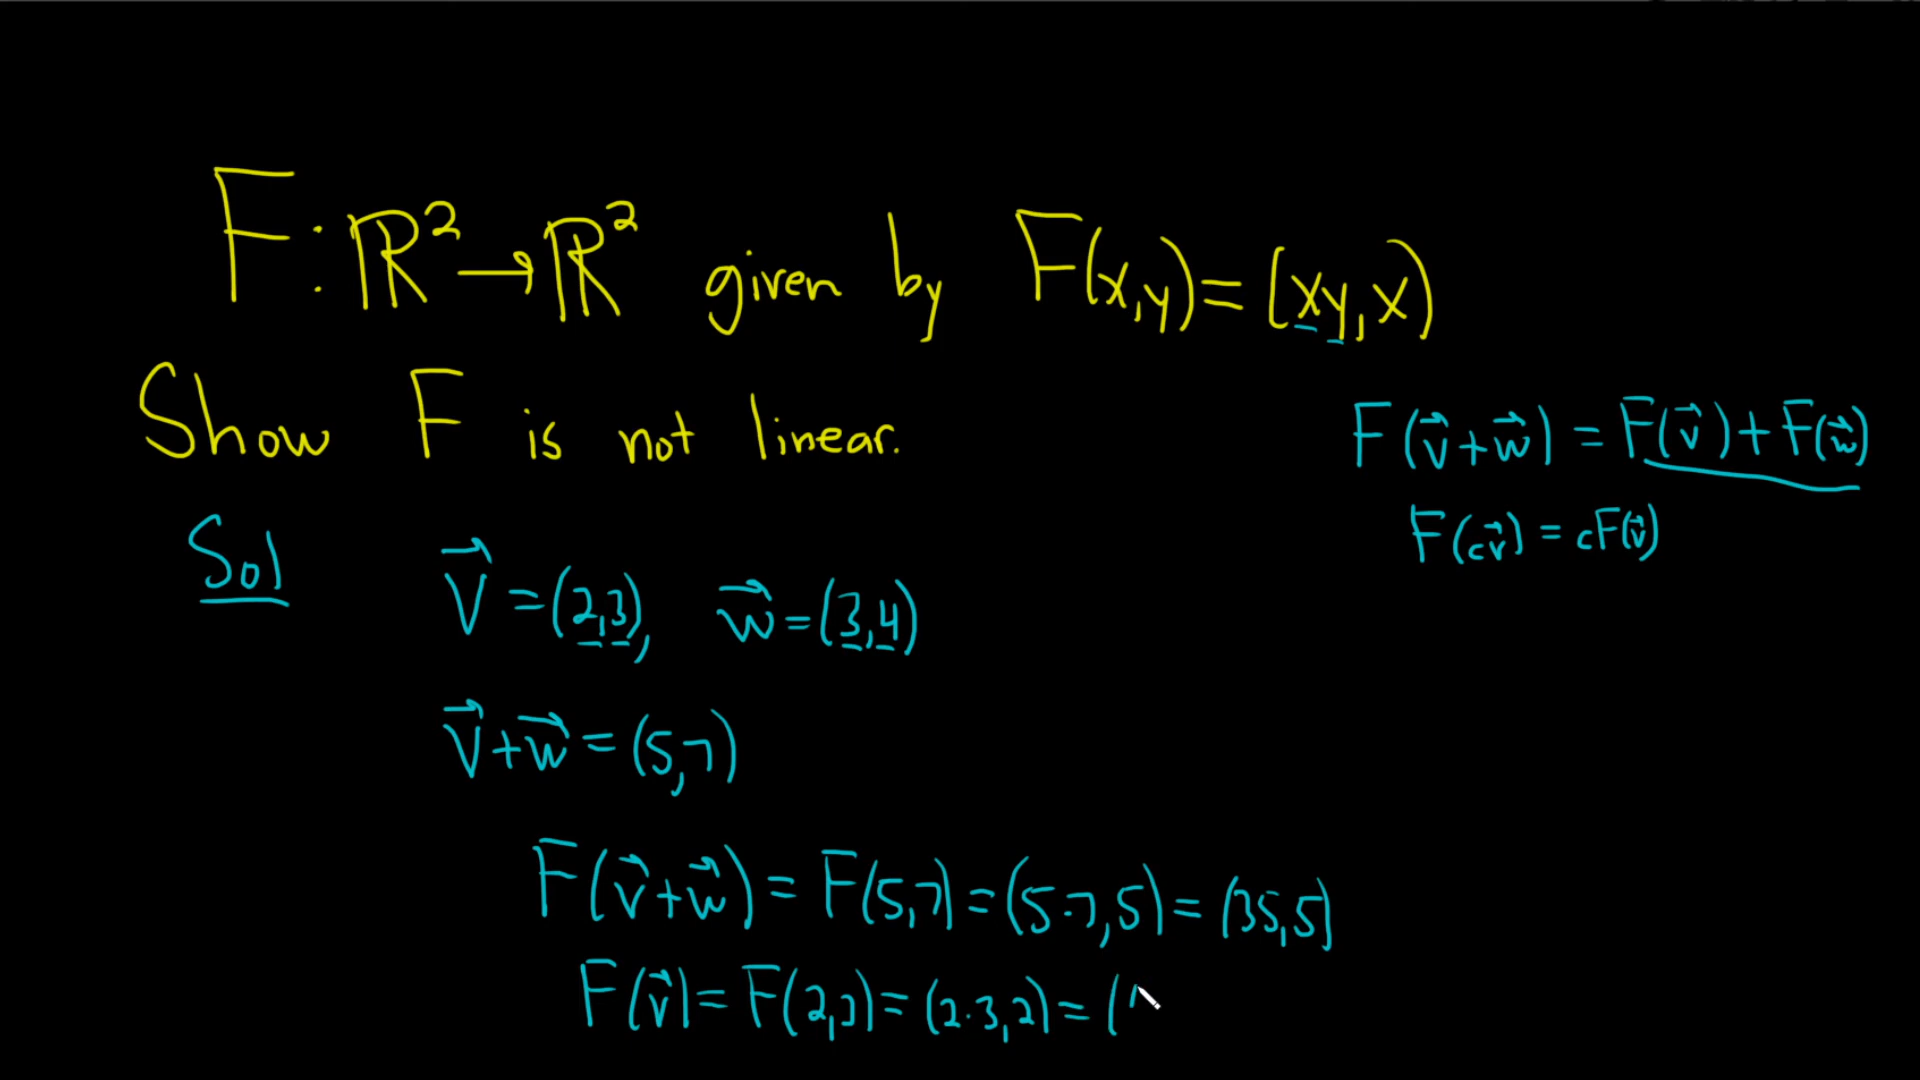 F: ℝ² → ℝ² given by F(x,y) = (xy, x)
Show F is not linear.
F(v⃗ + w⃗) = F(v⃗) + F(w⃗)
F(cv⃗) = cF(v⃗)
Sol
v⃗ = (2,3), w⃗ = (3,4)
v⃗ + w⃗ = (5,7)
F(v⃗ + w⃗) = F(5,7) = (5·7, 5) = (35, 5)
F(v⃗) = F(2,3) = (2·3, 2) = (